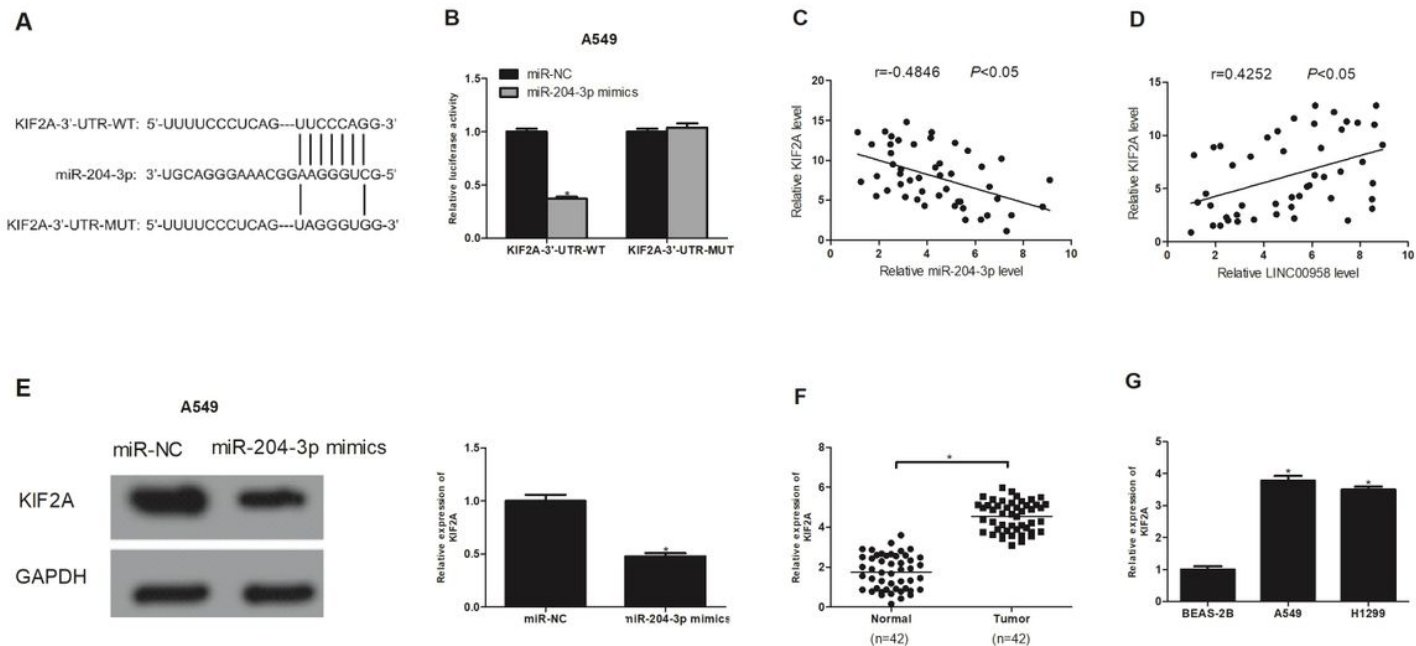 A
KIF2A-3'-UTR-WT: 5'-UUUUCCCUCAG---UUCCCAGG-3'
miR-204-3p: 3'-UGCAGGGAAACGGAAGGGUCG-5'
KIF2A-3'-UTR-MUT: 5'-UUUUCCCUCAG---UAGGGUGG-3'
B
A549
miR-NC
miR-204-3p mimics
Relative luciferase activity
1.5
1.0
0.5
0.0
*
KIF2A-3'-UTR-WT KIF2A-3'-UTR-MUT
C
r=-0.4846 P<0.05
Relative KIF2A level
20
15
10
5
0
0 2 4 6 8 10
Relative miR-204-3p level
D
r=0.4252 P<0.05
Relative KIF2A level
15
10
5
0
0 2 4 6 8 10
Relative LINC00958 level
E
A549
miR-NC miR-204-3p mimics
KIF2A
GAPDH
Relative expression of
KIF2A
1.5
1.0
0.5
0.0
*
miR-NC miR-204-3p mimics
F
Relative expression of
KIF2A
8
6
4
2
0
*
Normal Tumor
(n=42) (n=42)
G
Relative expression of
KIF2A
5
4
3
2
1
0
* *
BEAS-2B A549 H1299